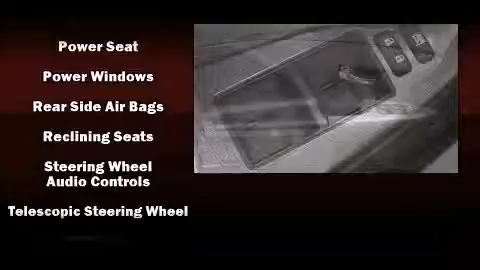 Power Seat
Power Windows
Rear Side Air Bags
Reclining Seats
Steering Wheel
Audio Controls
Telescopic Steering Wheel